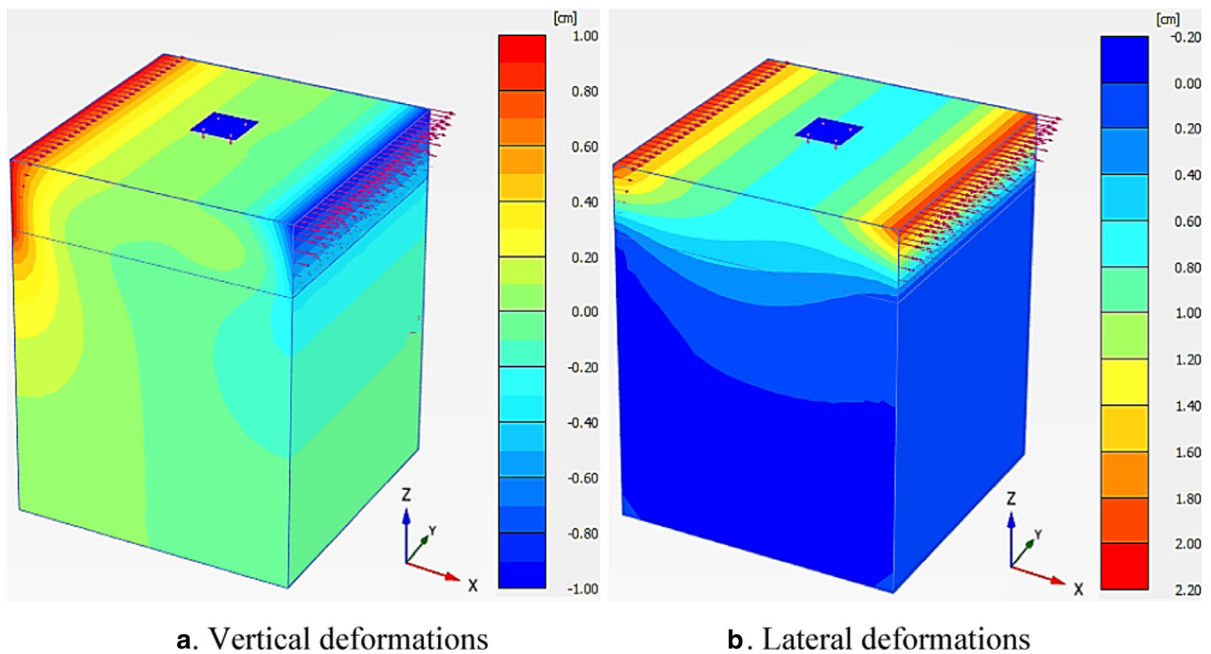 [cm]
1.00
0.80
0.60
0.40
0.20
0.00
-0.20
-0.40
-0.60
-0.80
-1.00
Z
Y
X
[cm]
-0.20
0.00
0.20
0.40
0.60
0.80
1.00
1.20
1.40
1.60
1.80
2.00
2.20
Z
Y
X
a. Vertical deformations
b. Lateral deformations